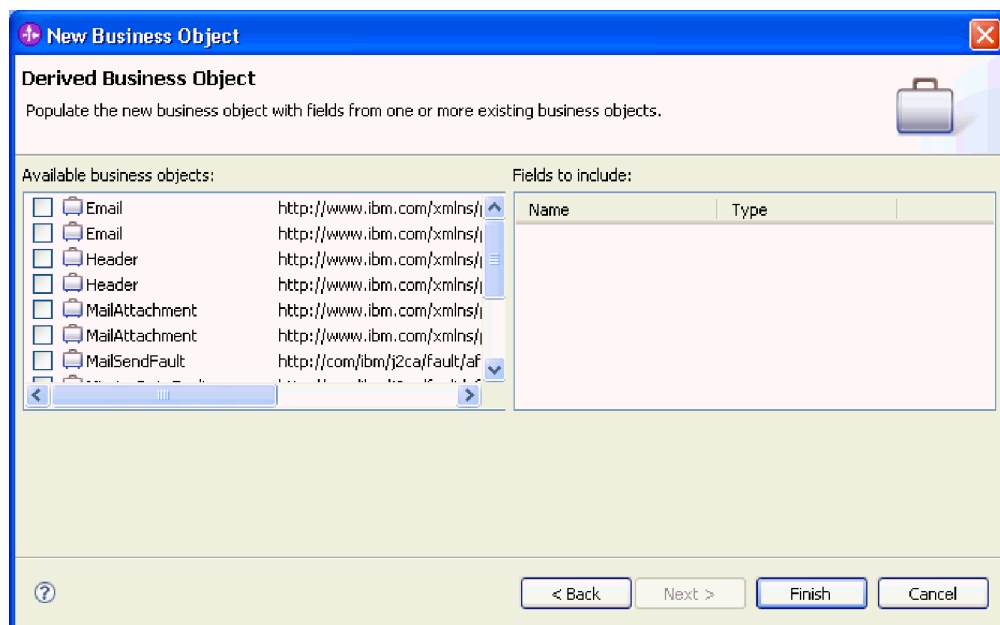 New Business Object
Derived Business Object
Populate the new business object with fields from one or more existing business objects.
Available business objects:
Fields to include:
Email http://www.ibm.com/xmlns/
Email http://www.ibm.com/xmlns/
Header http://www.ibm.com/xmlns/
Header http://www.ibm.com/xmlns/
MailAttachment http://www.ibm.com/xmlns/
MailAttachment http://www.ibm.com/xmlns/
MailSendFault http://com/ibm/j2ca/fault/af
Name Type
?
< Back Next > Finish Cancel